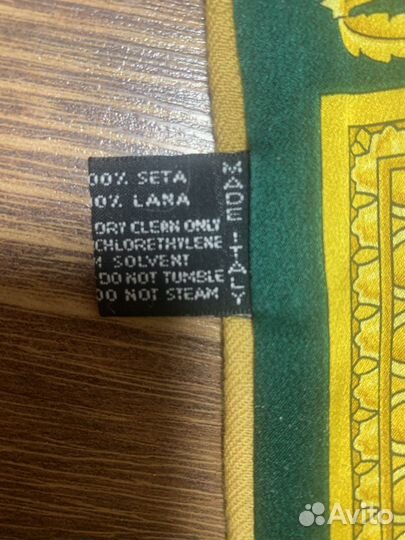 00% SETA
0% LANA
DRY CLEAN ONLY
CHLORETHYLENE
SOLVENT
DO NOT TUMBLE
DO NOT STEAM
MADE ITALY
Avito